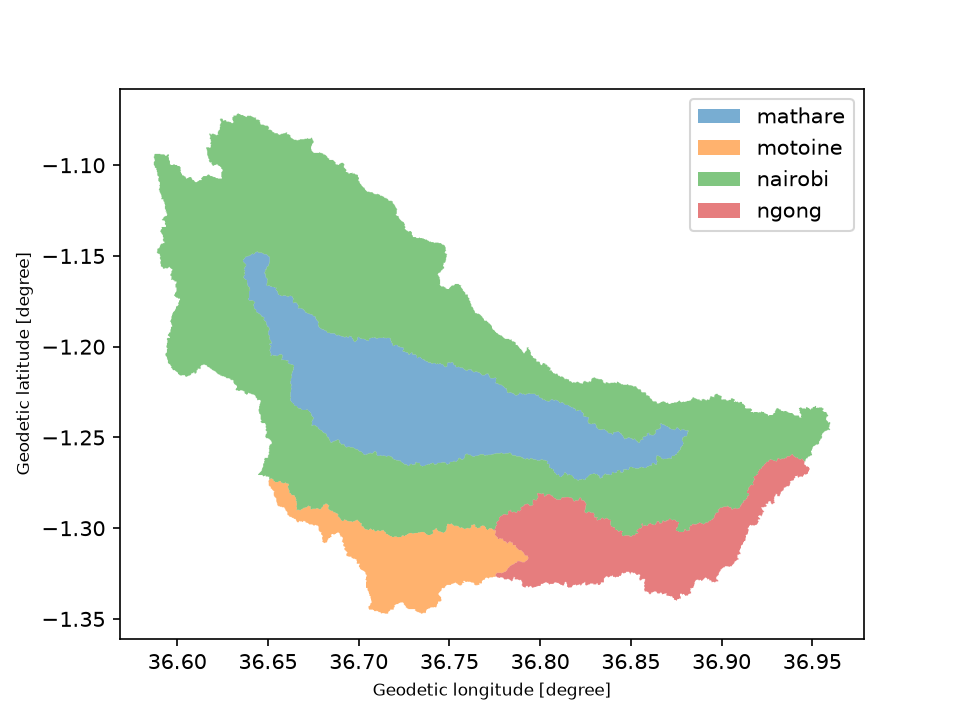 mathare
motoine
nairobi
ngong
−1.10
−1.15
−1.20
−1.25
−1.30
−1.35
Geodetic latitude [degree]
36.60 36.65 36.70 36.75 36.80 36.85 36.90 36.95
Geodetic longitude [degree]